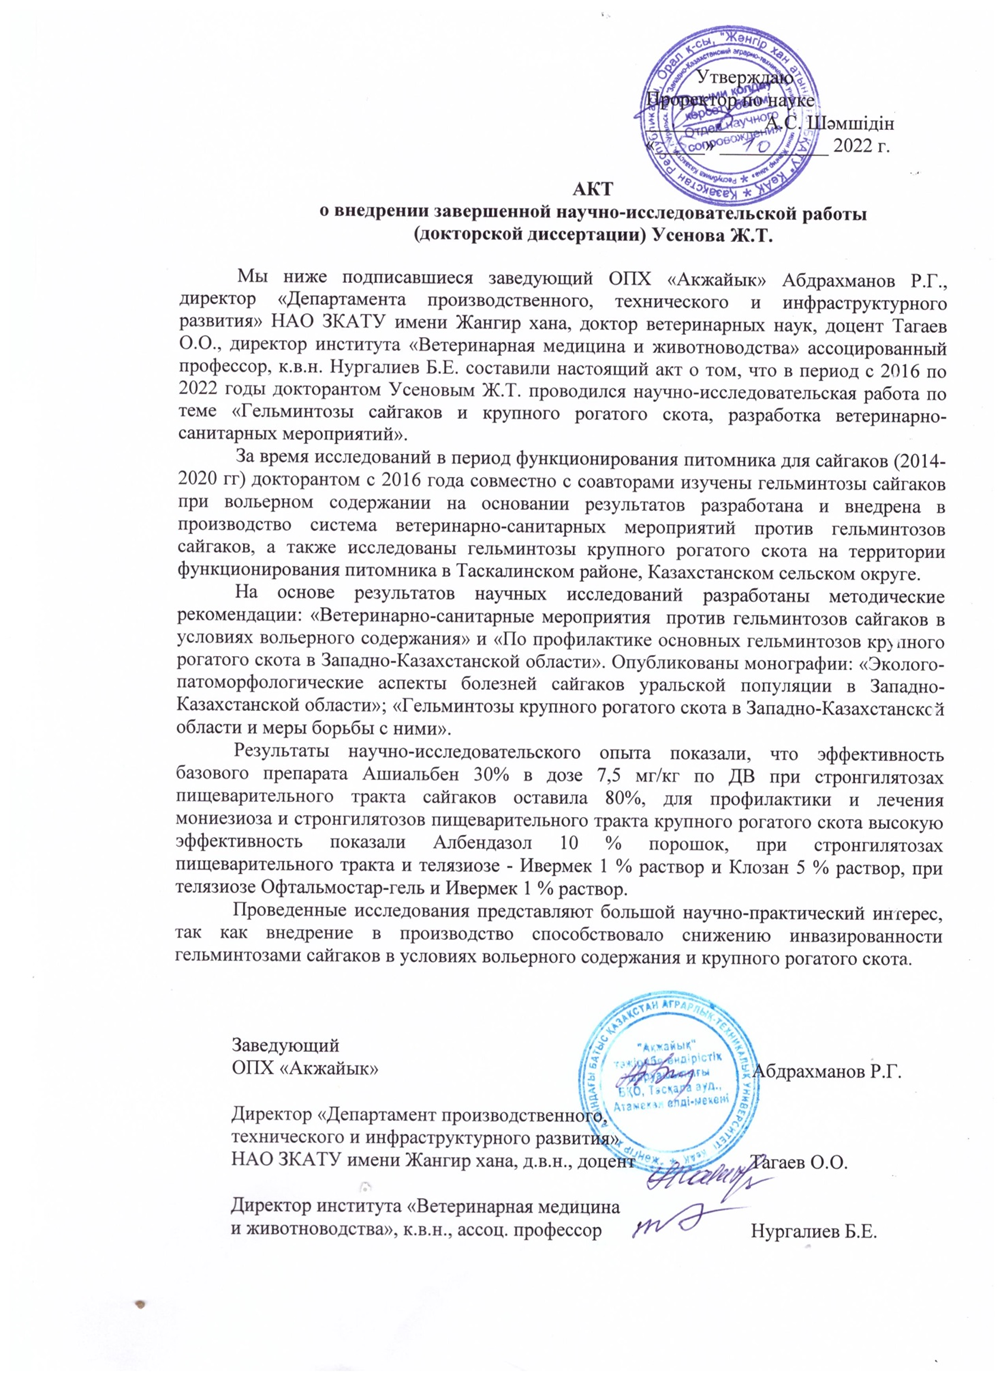 Утверждаю
Проректор по науке
А.С. Шәмшідін
«____» 10 ____ 2022 г.
АКТ
о внедрении завершенной научно-исследовательской работы
(докторской диссертации) Усенова Ж.Т.
Мы ниже подписавшиеся заведующий ОПХ «Акжайык» Абдрахманов Р.Г.,
директор «Департамента производственного, технического и инфраструктурного
развития» НАО ЗКАТУ имени Жангир хана, доктор ветеринарных наук, доцент Тагаев
О.О., директор института «Ветеринарная медицина и животноводства» ассоцированный
профессор, к.в.н. Нургалиев Б.Е. составили настоящий акт о том, что в период с 2016 по
2022 годы докторантом Усеновым Ж.Т. проводился научно-исследовательская работа по
теме «Гельминтозы сайгаков и крупного рогатого скота, разработка ветеринарно-
санитарных мероприятий».
За время исследований в период функционирования питомника для сайгаков (2014-
2020 гг) докторантом с 2016 года совместно с соавторами изучены гельминтозы сайгаков
при вольерном содержании на основании результатов разработана и внедрена в
производство система ветеринарно-санитарных мероприятий против гельминтозов
сайгаков, а также исследованы гельминтозы крупного рогатого скота на территории
функционирования питомника в Таскалинском районе, Казахстанском сельском округе.
На основе результатов научных исследований разработаны методические
рекомендации: «Ветеринарно-санитарные мероприятия против гельминтозов сайгаков в
условиях вольерного содержания» и «По профилактике основных гельминтозов крупного
рогатого скота в Западно-Казахстанской области». Опубликованы монографии: «Эколого-
патоморфологические аспекты болезней сайгаков уральской популяции в Западно-
Казахстанской области»; «Гельминтозы крупного рогатого скота в Западно-Казахстанской
области и меры борьбы с ними».
Результаты научно-исследовательского опыта показали, что эффективность
базового препарата Ашиальбен 30% в дозе 7,5 мг/кг по ДВ при стронгилятозах
пищеварительного тракта сайгаков оставила 80%, для профилактики и лечения
мониезиоза и стронгилятозов пищеварительного тракта крупного рогатого скота высокую
эффективность показали Албендазол 10 % порошок, при стронгилятозах
пищеварительного тракта и телязиозе - Ивермек 1 % раствор и Клозан 5 % раствор, при
телязиозе Офтальмостар-гель и Ивермек 1 % раствор.
Проведенные исследования представляют большой научно-практический интерес,
так как внедрение в производство способствовало снижению инвазированности
гельминтозами сайгаков в условиях вольерного содержания и крупного рогатого скота.
Заведующий
ОПХ «Акжайык» Абдрахманов Р.Г.
Директор «Департамент производственного,
технического и инфраструктурного развития»
НАО ЗКАТУ имени Жангир хана, д.в.н., доцент Тагаев О.О.
Директор института «Ветеринарная медицина
и животноводства», к.в.н., ассоц. профессор Нургалиев Б.Е.
қолдау
көрсету бөлімі
Отдел научного
сопровождения
"Ақжайық"
БҚО, Тасқала ауд.,